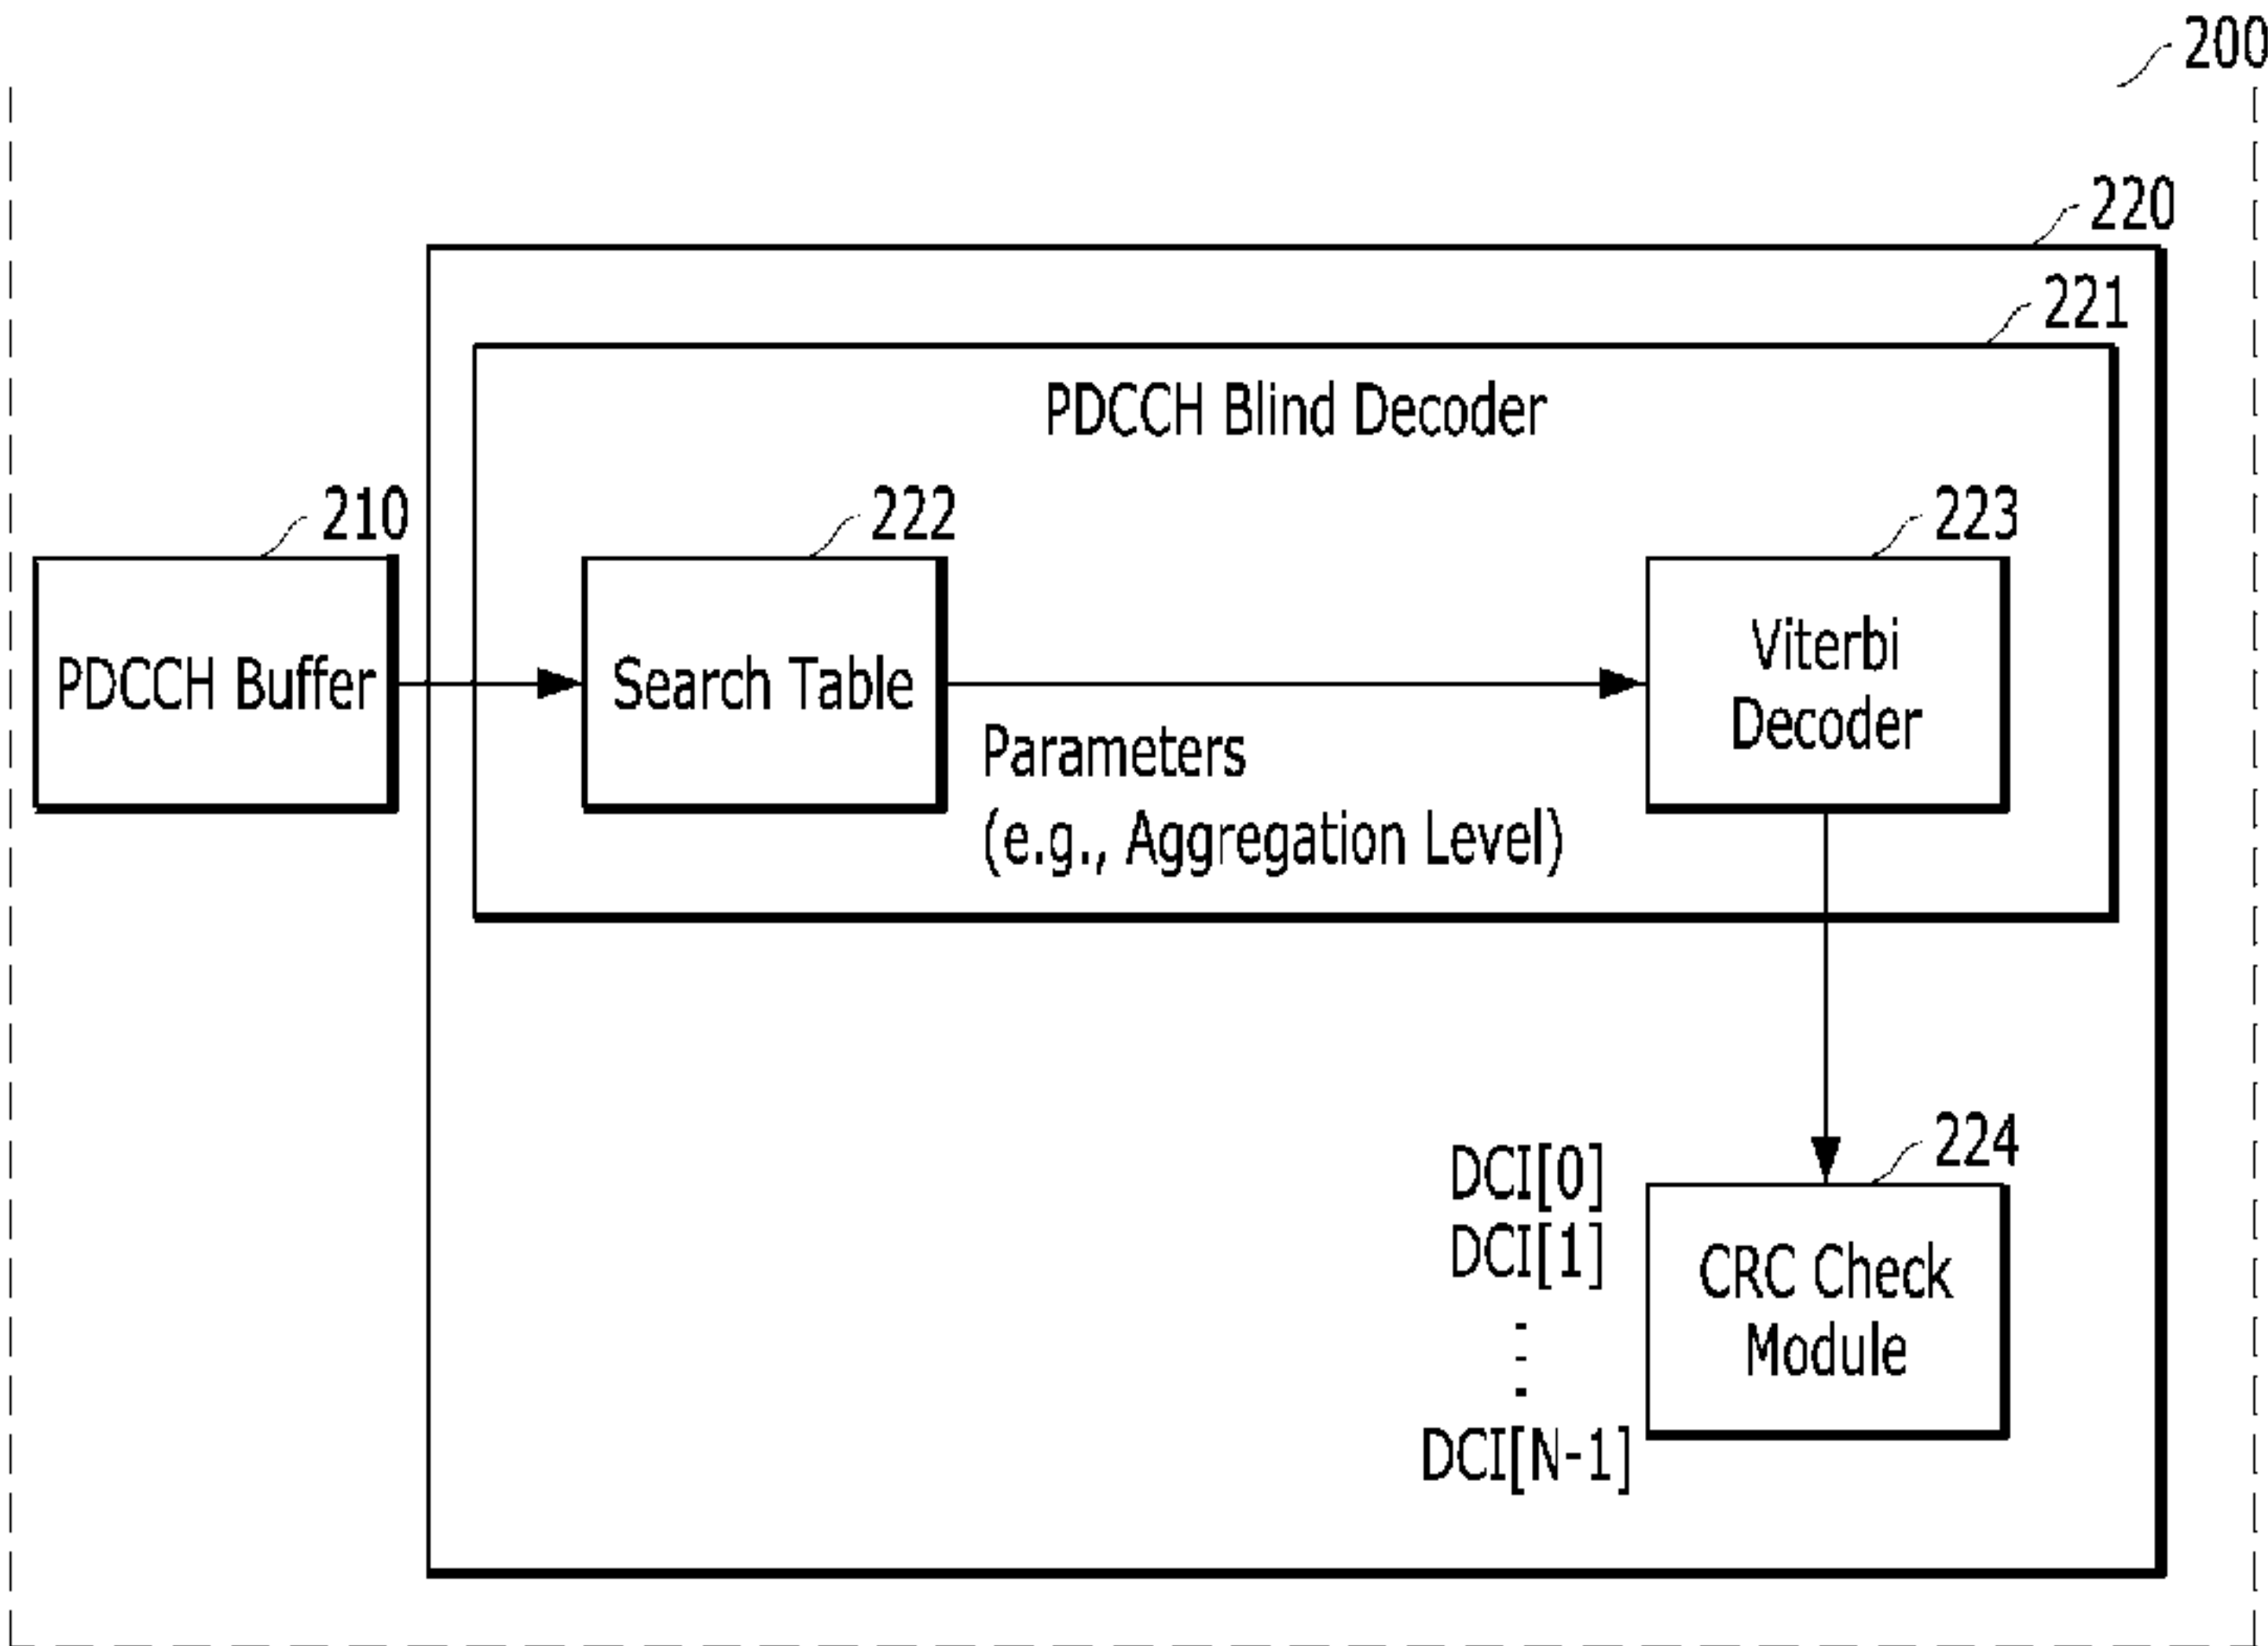 200
220
221
PDCCH Blind Decoder
210
222
223
PDCCH Buffer
Search Table
Viterbi
Decoder
Parameters
(e.g., Aggregation Level)
224
DCI[0]
DCI[1]
.
.
.
DCI[N-1]
CRC Check
Module